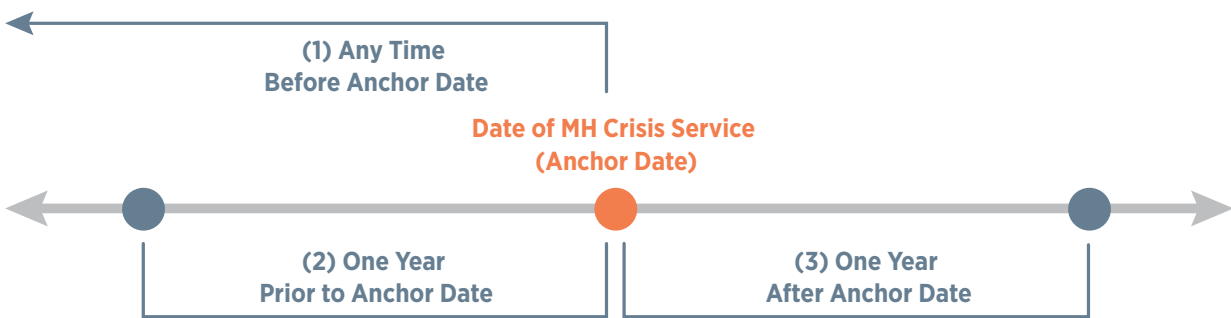 (1) Any Time
Before Anchor Date
Date of MH Crisis Service
(Anchor Date)
(2) One Year
Prior to Anchor Date
(3) One Year
After Anchor Date